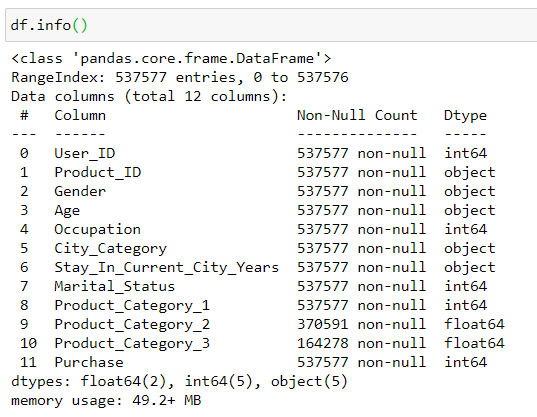 df.info()
<class 'pandas.core.frame.DataFrame'>
RangeIndex: 537577 entries, 0 to 537576
Data columns (total 12 columns):
 #   Column                      Non-Null Count   Dtype
---  ------                      --------------   -----
 0   User_ID                     537577 non-null  int64
 1   Product_ID                  537577 non-null  object
 2   Gender                      537577 non-null  object
 3   Age                         537577 non-null  object
 4   Occupation                  537577 non-null  int64
 5   City_Category               537577 non-null  object
 6   Stay_In_Current_City_Years  537577 non-null  object
 7   Marital_Status              537577 non-null  int64
 8   Product_Category_1          537577 non-null  int64
 9   Product_Category_2          370591 non-null  float64
 10  Product_Category_3          164278 non-null  float64
 11  Purchase                    537577 non-null  int64
dtypes: float64(2), int64(5), object(5)
memory usage: 49.2+ MB